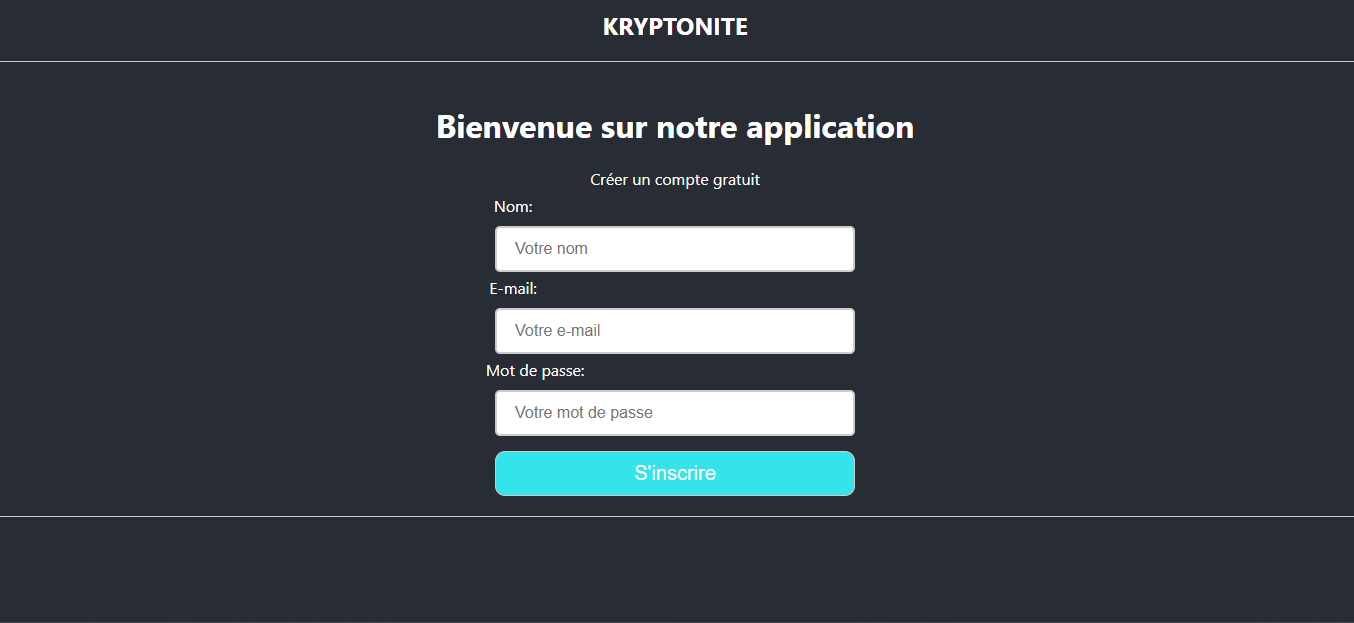 KRYPTONITE
Bienvenue sur notre application
Créer un compte gratuit
Nom:
Votre nom
E-mail:
Votre e-mail
Mot de passe:
Votre mot de passe
S'inscrire